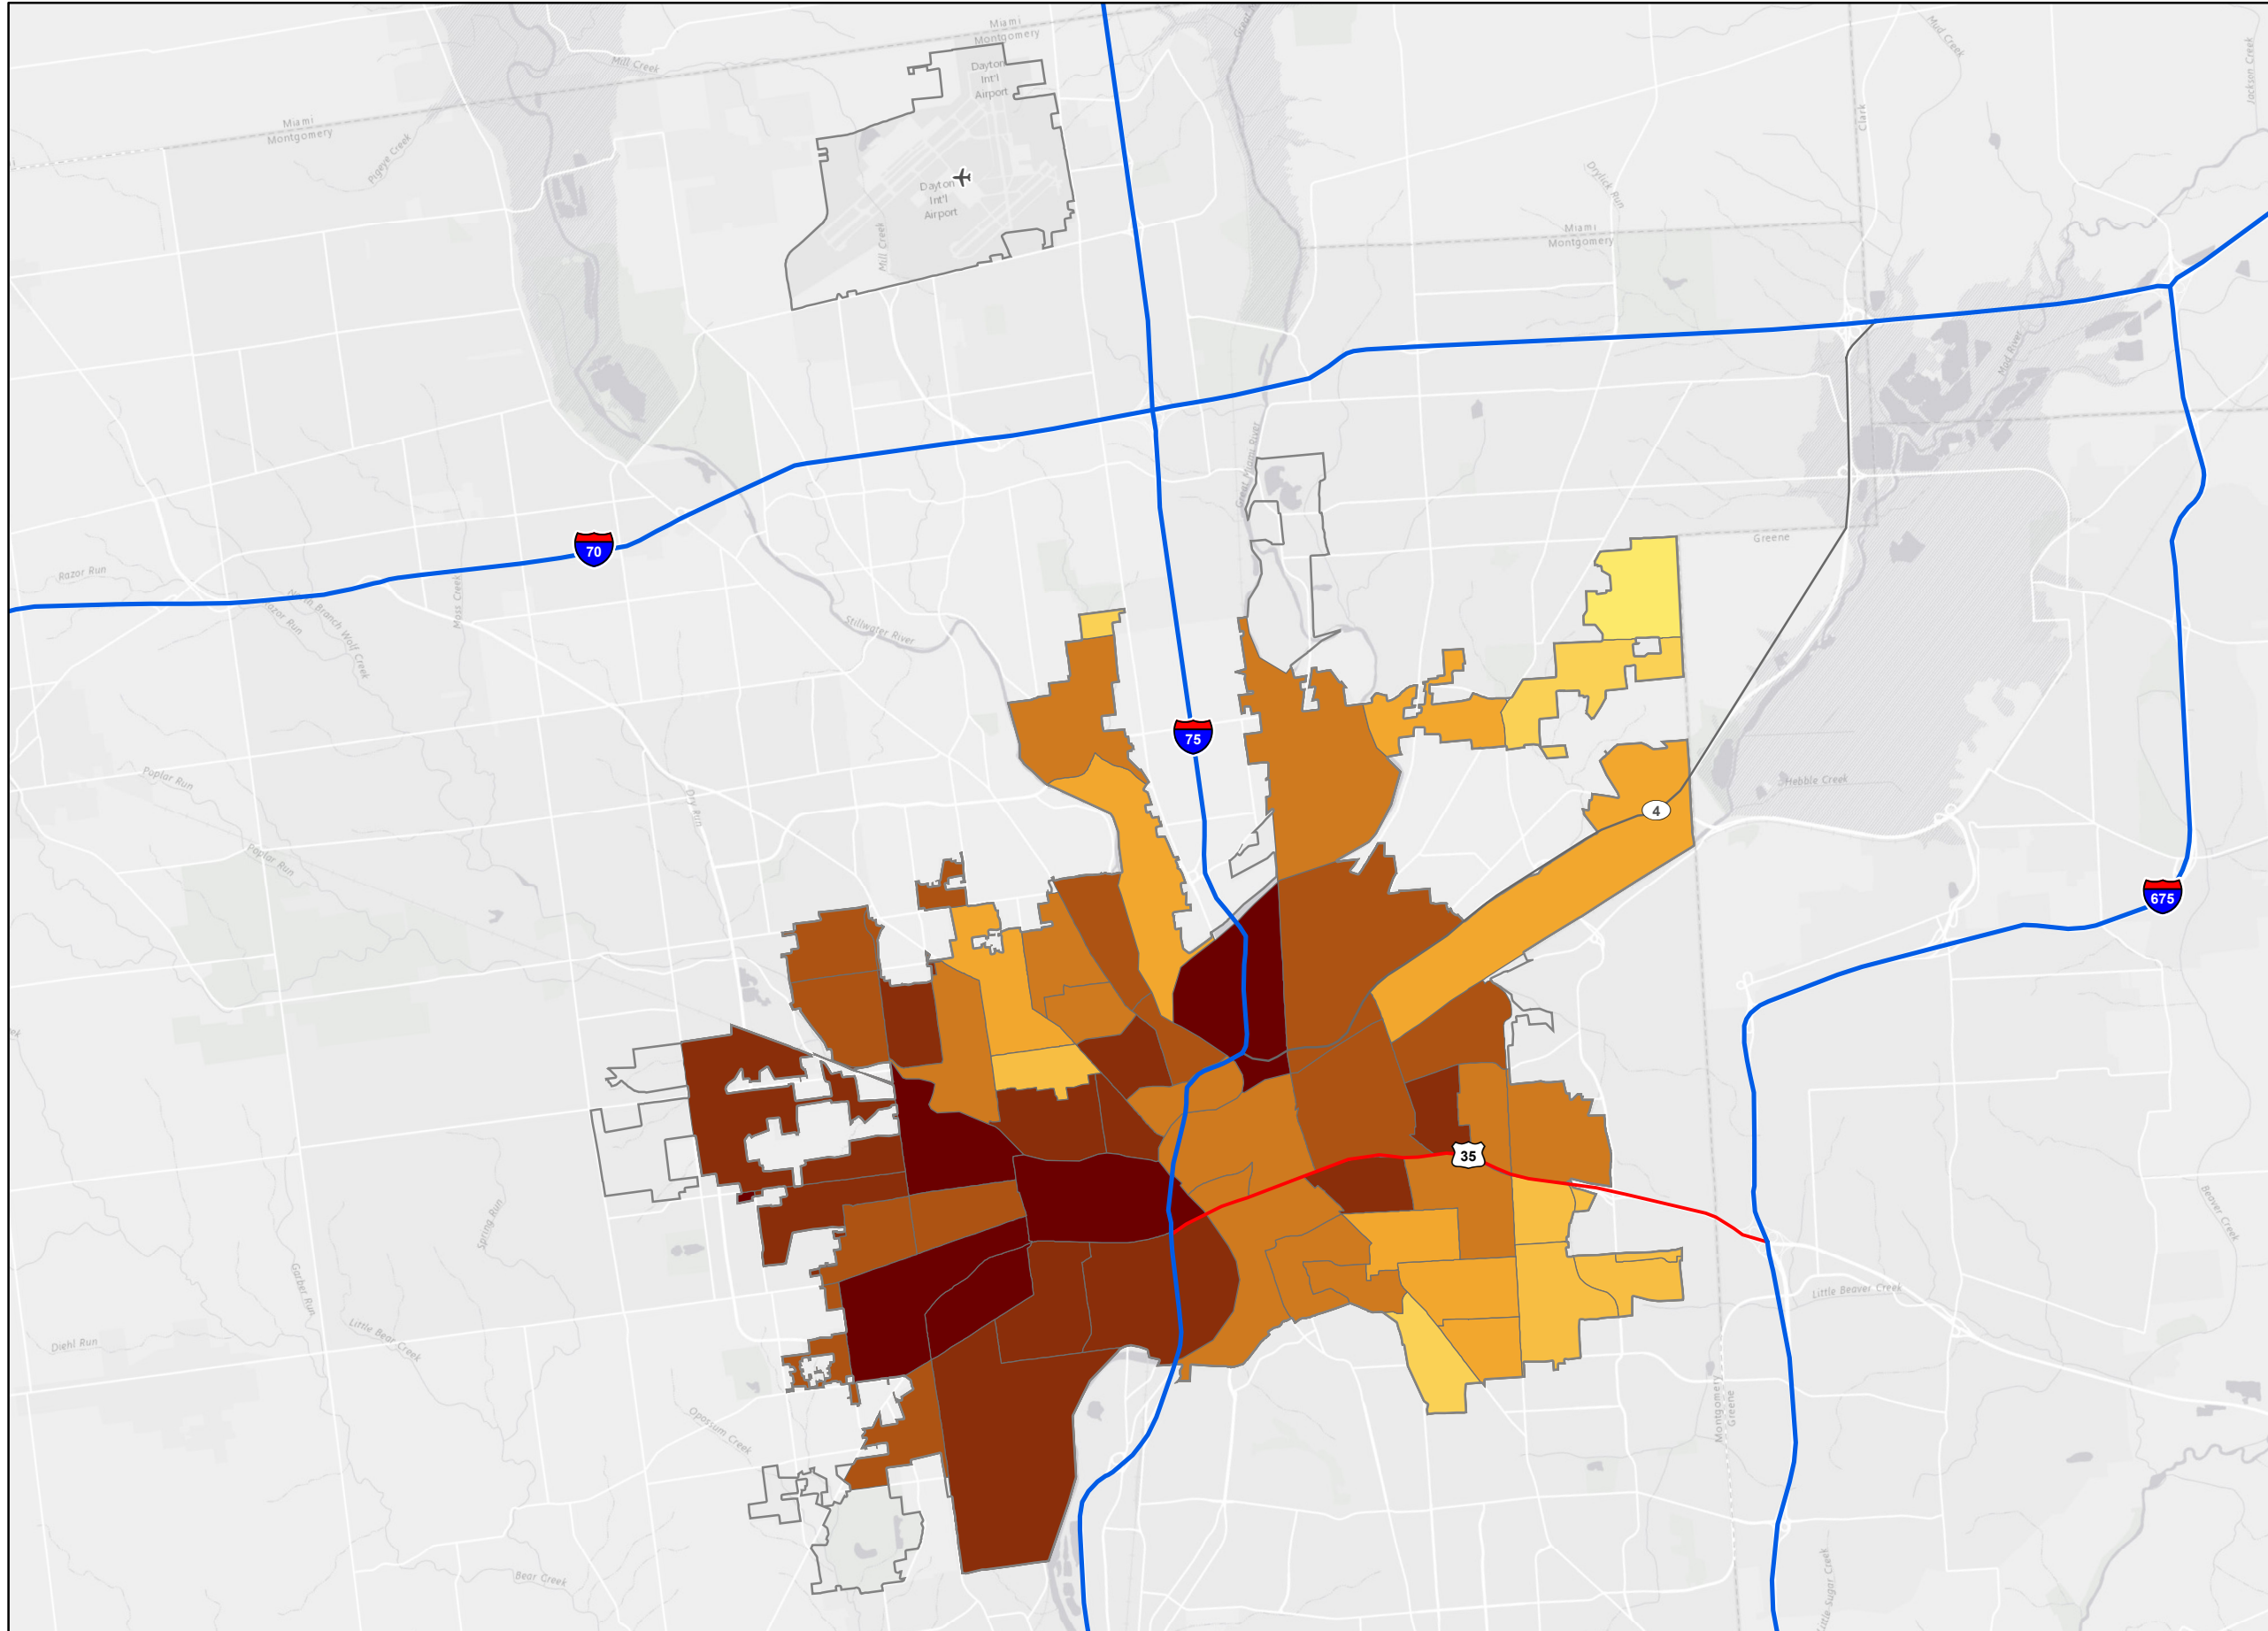 Miami
Montgomery
Great M
Mud Creek
Jackson Creek
Mill Creek
Dayton
Int'l
Airport
Clark
Miami
Montgomery
Pigeye Creek
Dayton
Int'l
Airport
Mill Creek
Drylick Run
Miami
Montgomery
Mad River
Great Miami River
70
Greene
Razor Run
North Branch Wolf Creek
Razor Run
Moss Creek
Stillwater River
75
Poplar Run
Dry Run
Hebble Creek
4
Poplar Run
675
35
Beaver Creek
Spring Run
Garber Run
Little Beaver Creek
Diehl Run
Little Bear Creek
Opossum Creek
Montgomery
Greene
Bear Creek
Little Sugar Creek